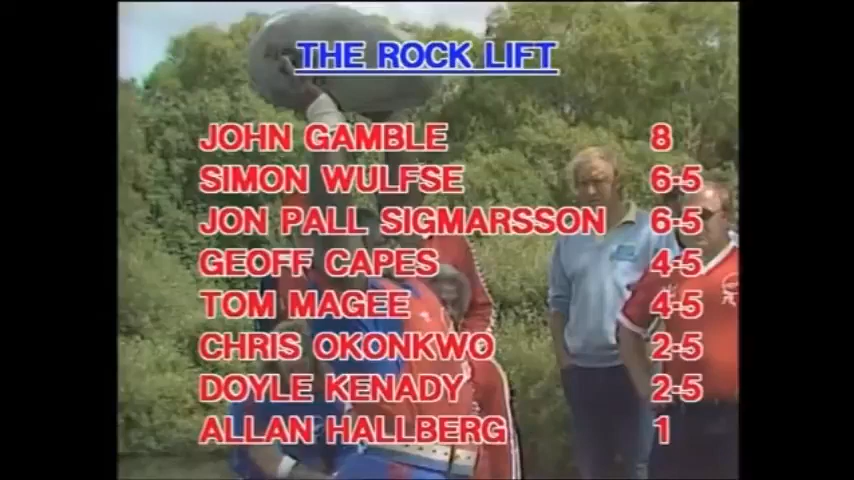 THE ROCK LIFT
JOHN GAMBLE 8
SIMON WULFSE 6-5
JON PALL SIGMARSSON 6-5
GEOFF CAPES 4-5
TOM MAGEE 4-5
CHRIS OKONKWO 2-5
DOYLE KENADY 2-5
ALLAN HALLBERG 1